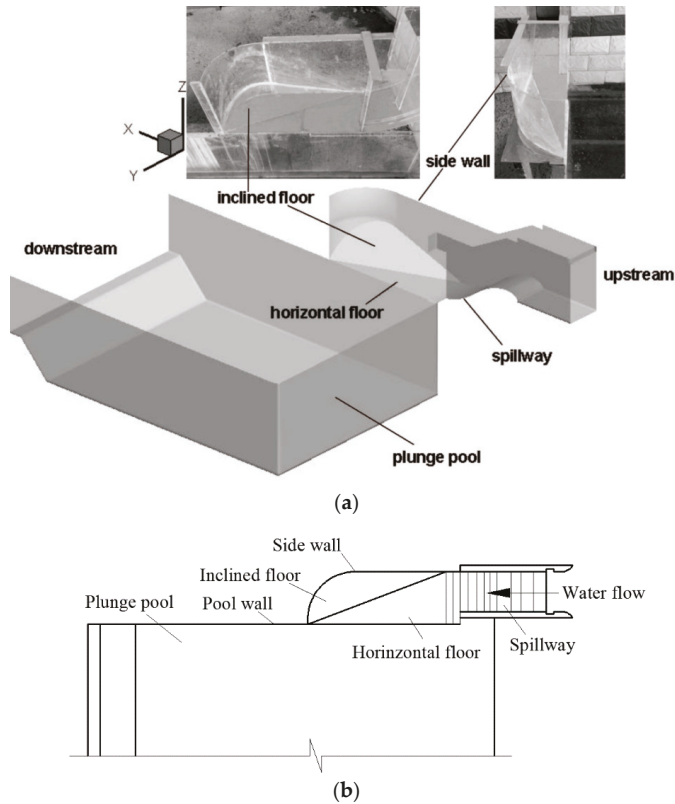 Z
X
Y
side wall
inclined floor
downstream
upstream
horizontal floor
spillway
plunge pool
(a)
Side wall
Inclined floor
Water flow
Plunge pool
Pool wall
Horinzontal floor
Spillway
(b)